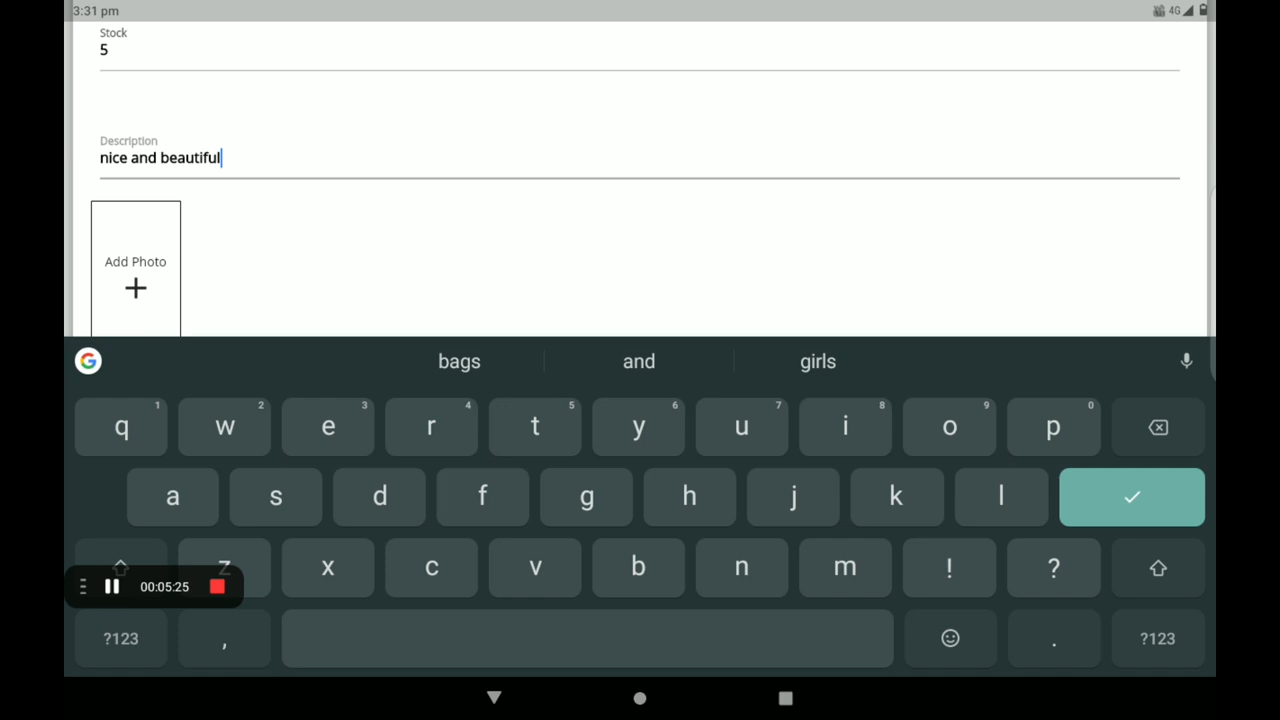 3:31 pm
4G
Stock
5
Description
nice and beautiful
Add Photo
+
bags and girls
q 1 w 2 e 3 r 4 t 5 y 6 u 7 i 8 o 9 p 0
a s d f g h j k l
z x c v b n m ! ?
00:05:25
?123 , . ?123